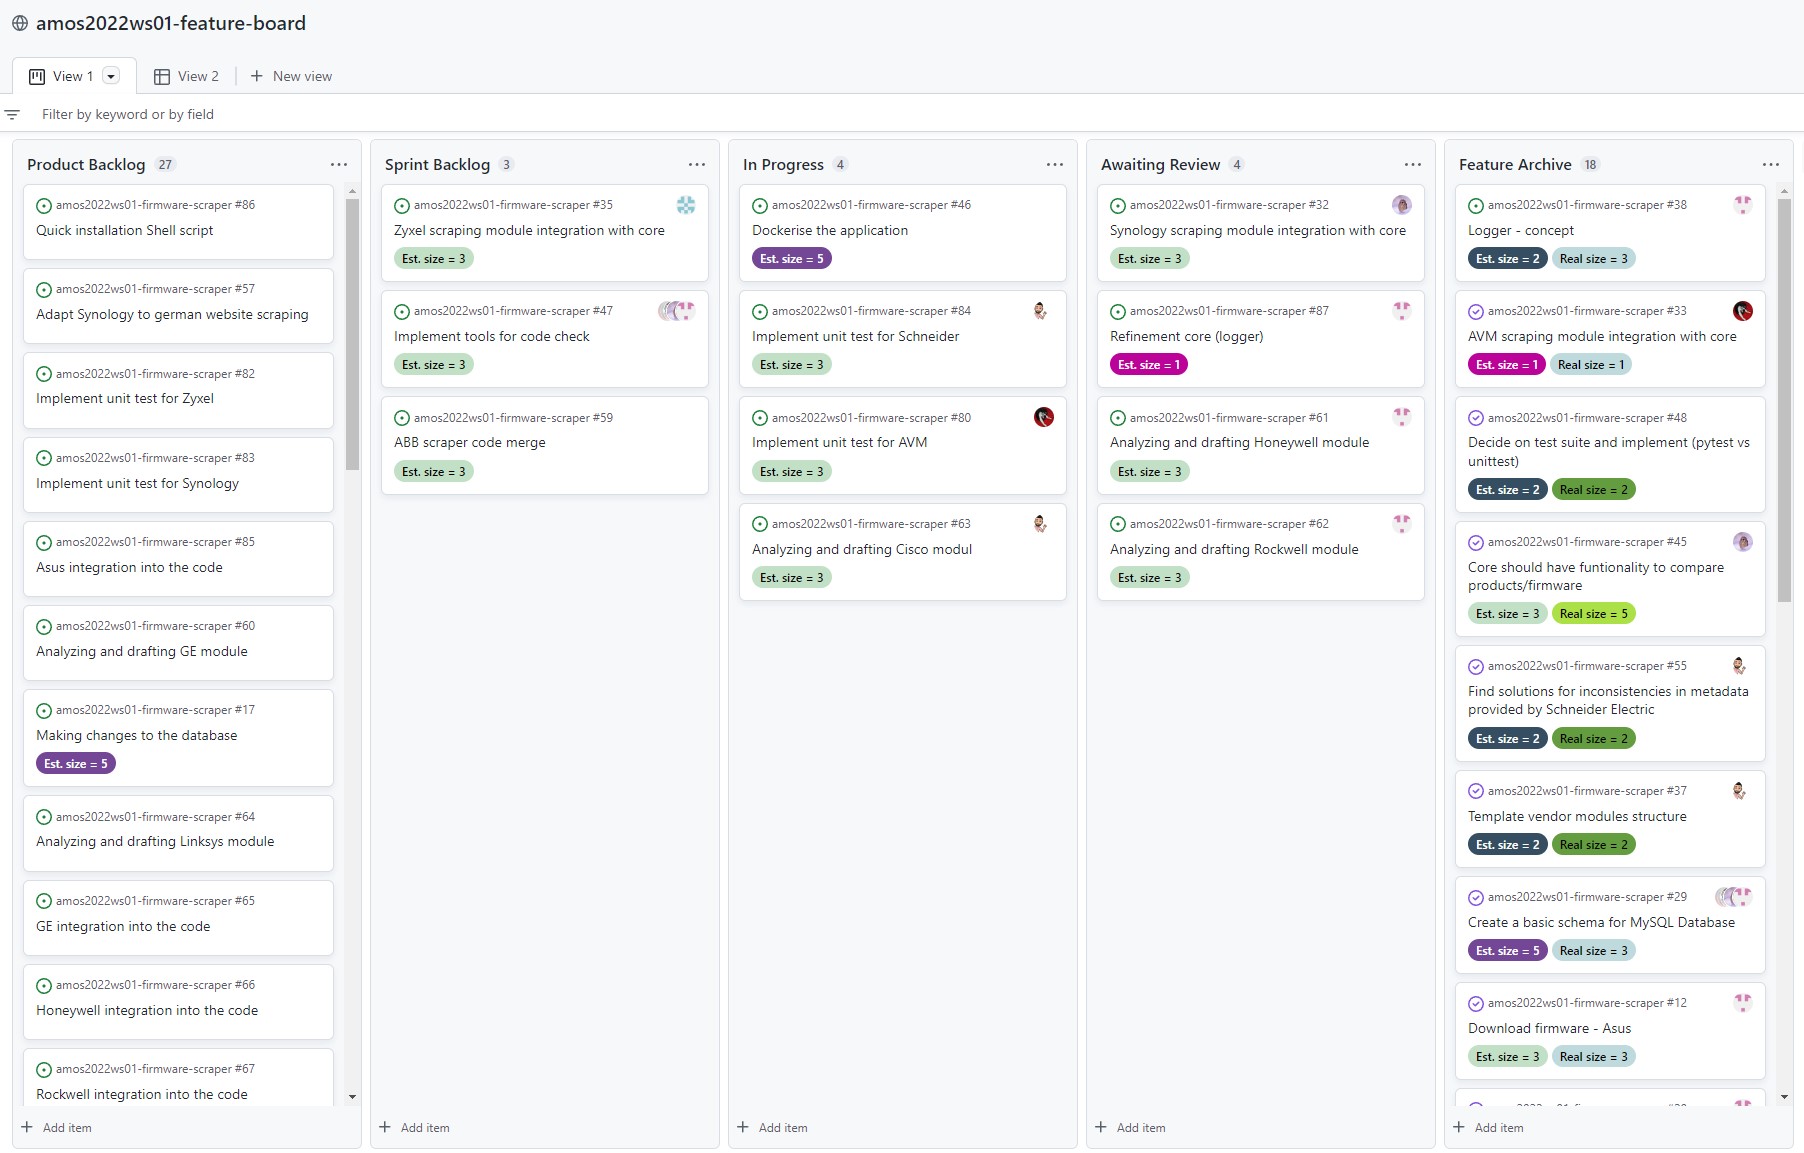 amos2022ws01-feature-board
View 1
View 2
New view
Filter by keyword or by field
Product Backlog 27
amos2022ws01-firmware-scraper #86
Quick installation Shell script
amos2022ws01-firmware-scraper #57
Adapt Synology to german website scraping
amos2022ws01-firmware-scraper #82
Implement unit test for Zyxel
amos2022ws01-firmware-scraper #83
Implement unit test for Synology
amos2022ws01-firmware-scraper #85
Asus integration into the code
amos2022ws01-firmware-scraper #60
Analyzing and drafting GE module
amos2022ws01-firmware-scraper #17
Making changes to the database
Est. size = 5
amos2022ws01-firmware-scraper #64
Analyzing and drafting Linksys module
amos2022ws01-firmware-scraper #65
GE integration into the code
amos2022ws01-firmware-scraper #66
Honeywell integration into the code
amos2022ws01-firmware-scraper #67
Rockwell integration into the code
Add item
Sprint Backlog 3
amos2022ws01-firmware-scraper #35
Zyxel scraping module integration with core
Est. size = 3
amos2022ws01-firmware-scraper #47
Implement tools for code check
Est. size = 3
amos2022ws01-firmware-scraper #59
ABB scraper code merge
Est. size = 3
Add item
In Progress 4
amos2022ws01-firmware-scraper #46
Dockerise the application
Est. size = 5
amos2022ws01-firmware-scraper #84
Implement unit test for Schneider
Est. size = 3
amos2022ws01-firmware-scraper #80
Implement unit test for AVM
Est. size = 3
amos2022ws01-firmware-scraper #63
Analyzing and drafting Cisco modul
Est. size = 3
Add item
Awaiting Review 4
amos2022ws01-firmware-scraper #32
Synology scraping module integration with core
Est. size = 3
amos2022ws01-firmware-scraper #87
Refinement core (logger)
Est. size = 1
amos2022ws01-firmware-scraper #61
Analyzing and drafting Honeywell module
Est. size = 3
amos2022ws01-firmware-scraper #62
Analyzing and drafting Rockwell module
Est. size = 3
Add item
Feature Archive 18
amos2022ws01-firmware-scraper #38
Logger - concept
Est. size = 2 Real size = 3
amos2022ws01-firmware-scraper #33
AVM scraping module integration with core
Est. size = 1 Real size = 1
amos2022ws01-firmware-scraper #48
Decide on test suite and implement (pytest vs
unittest)
Est. size = 2 Real size = 2
amos2022ws01-firmware-scraper #45
Core should have funtionality to compare
products/firmware
Est. size = 3 Real size = 5
amos2022ws01-firmware-scraper #55
Find solutions for inconsistencies in metadata
provided by Schneider Electric
Est. size = 2 Real size = 2
amos2022ws01-firmware-scraper #37
Template vendor modules structure
Est. size = 2 Real size = 2
amos2022ws01-firmware-scraper #29
Create a basic schema for MySQL Database
Est. size = 5 Real size = 3
amos2022ws01-firmware-scraper #12
Download firmware - Asus
Est. size = 3 Real size = 3
Add item